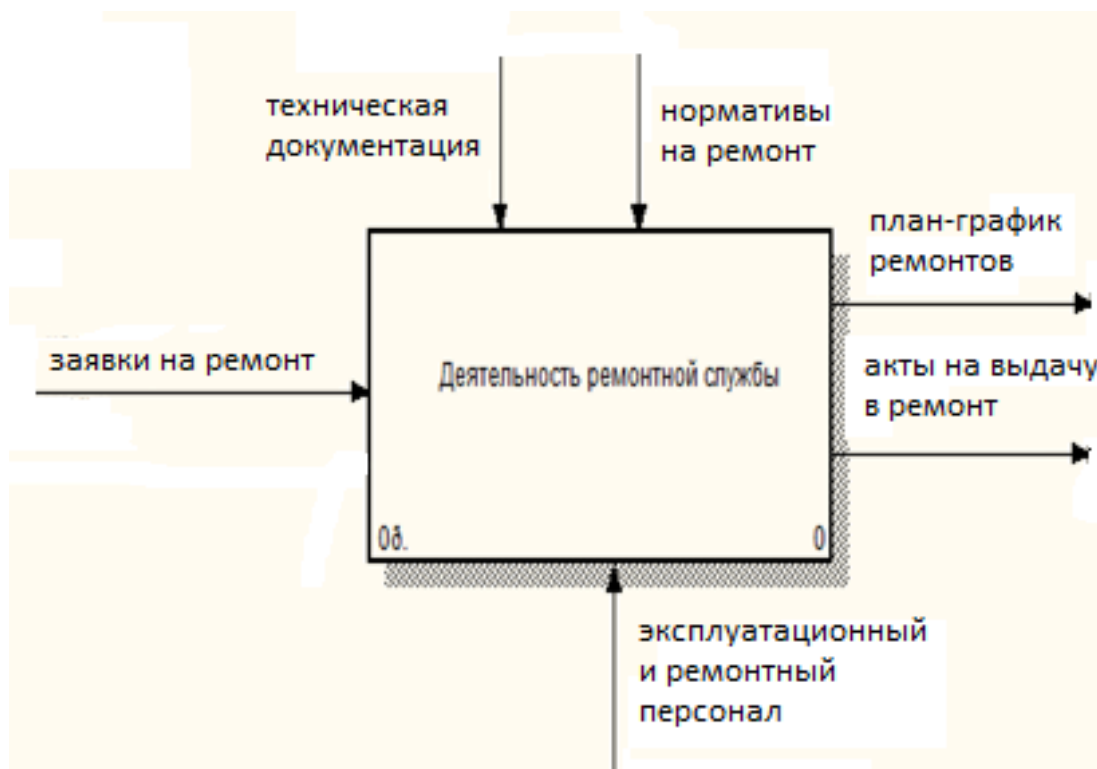 техническая
документация
нормативы
на ремонт
план-график
ремонтов
заявки на ремонт
Деятельность ремонтной службы
акты на выдачу
в ремонт
0д.
0
эксплуатационный
и ремонтный
персонал